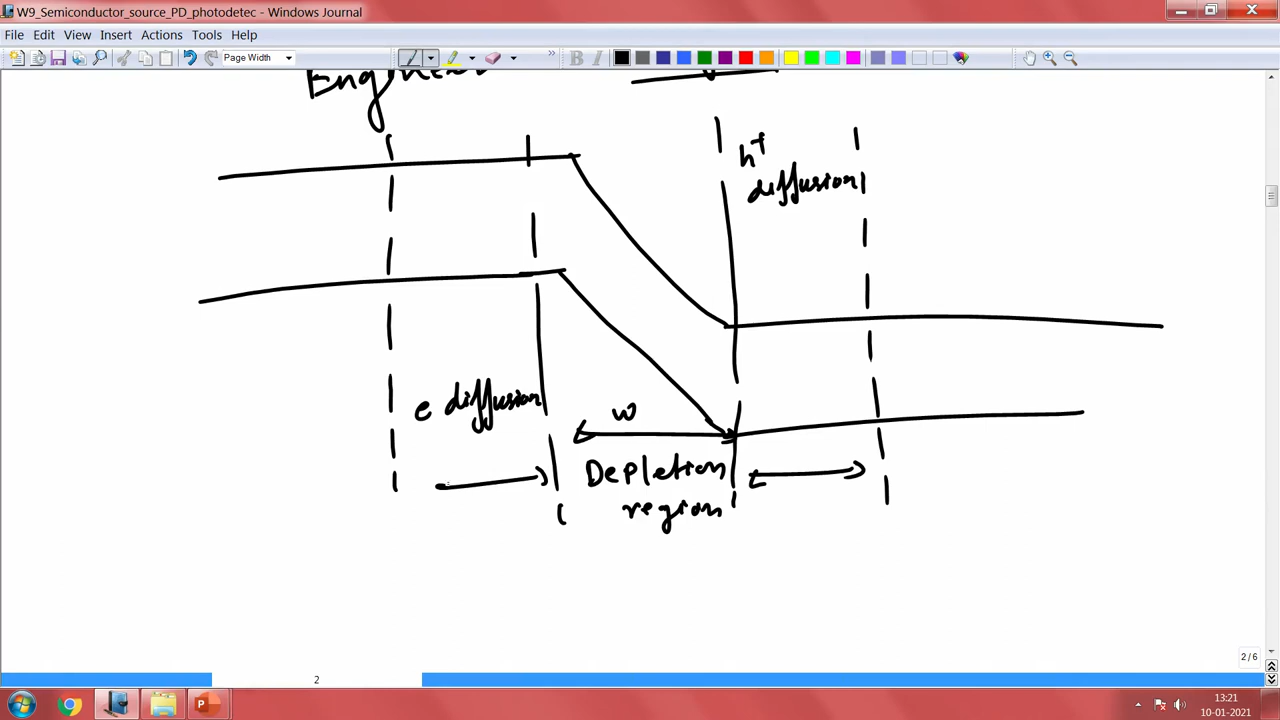 W9_Semiconductor_source_PD_photodetec - Windows Journal
File Edit View Insert Actions Tools Help
Page Width
B I
h+
diffusion
e diffusion
w
Depletion
region
2/6
2
13:21
10-01-2021